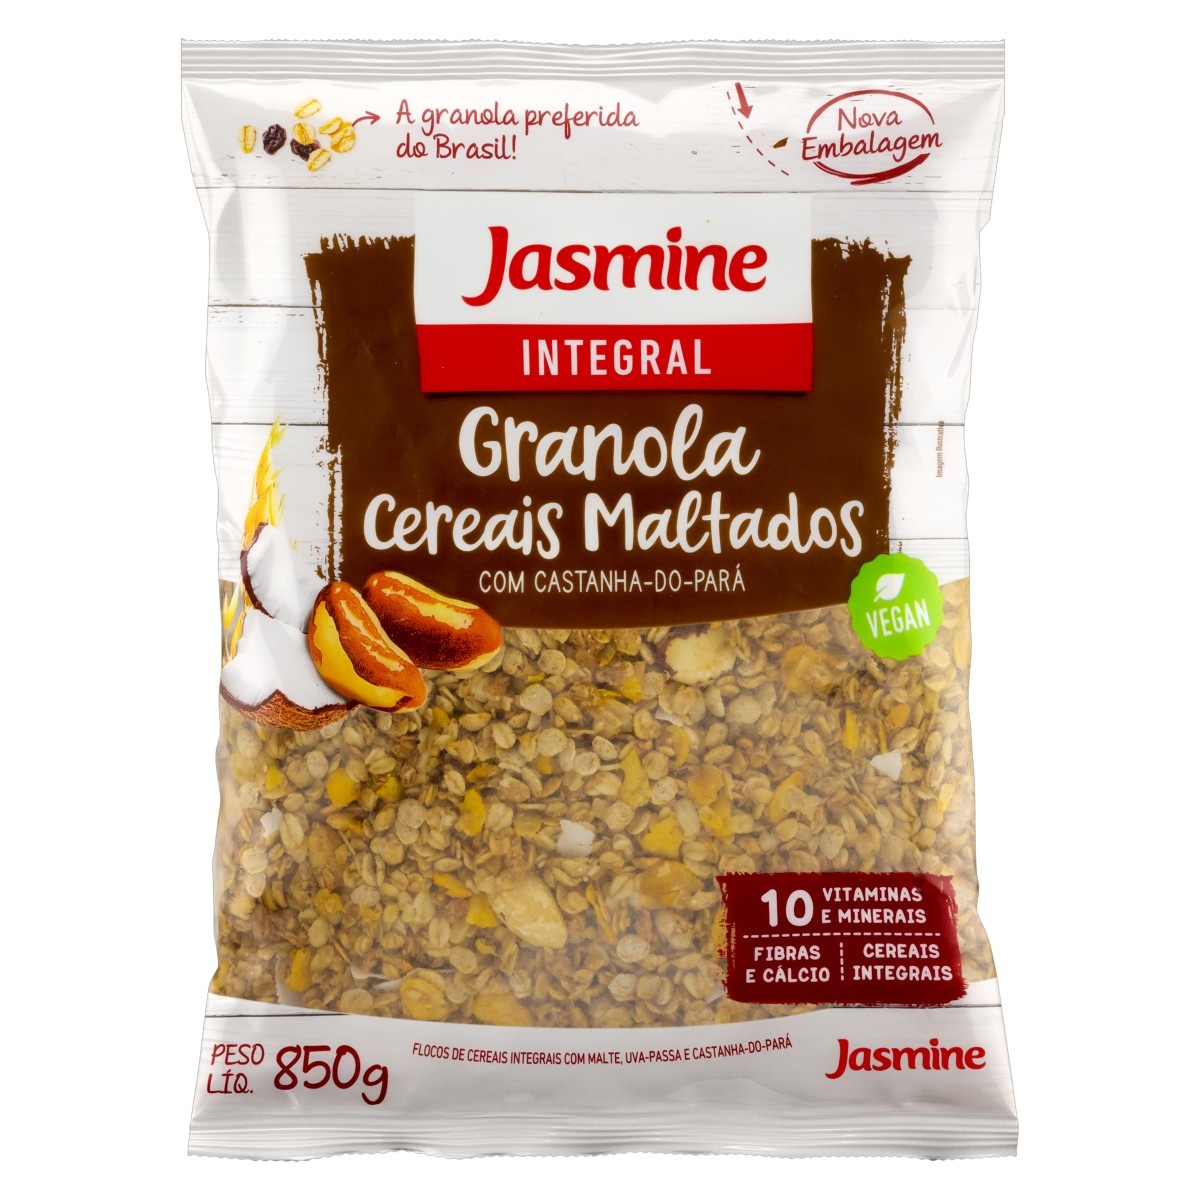 A granola preferida
do Brasil!
Nova
Embalagem
Jasmine
INTEGRAL
Granola
Cereais Maltados
COM CASTANHA-DO-PARÁ
Imagem Ilustrativa
VEGAN
10 VITAMINAS
E MINERAIS
FIBRAS
E CÁLCIO
CEREAIS
INTEGRAIS
PESO
LÍQ. 850g
FLOCOS DE CEREAIS INTEGRAIS COM MALTE, UVA-PASSA E CASTANHA-DO-PARÁ
Jasmine